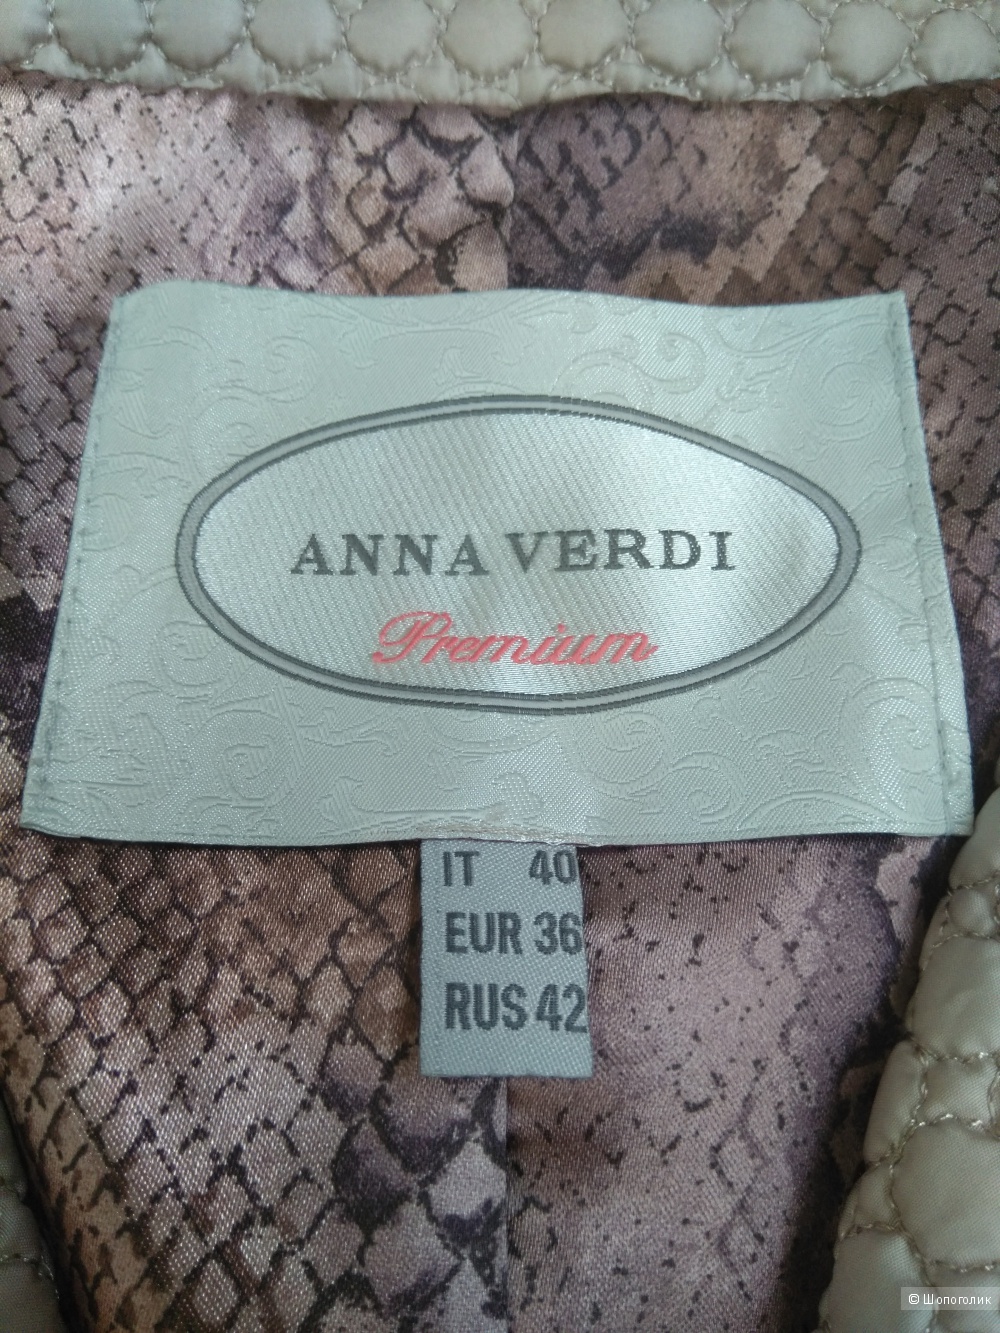 ANNA VERDI
Premium
IT 40
EUR 36
RUS 42
© Шопоголик